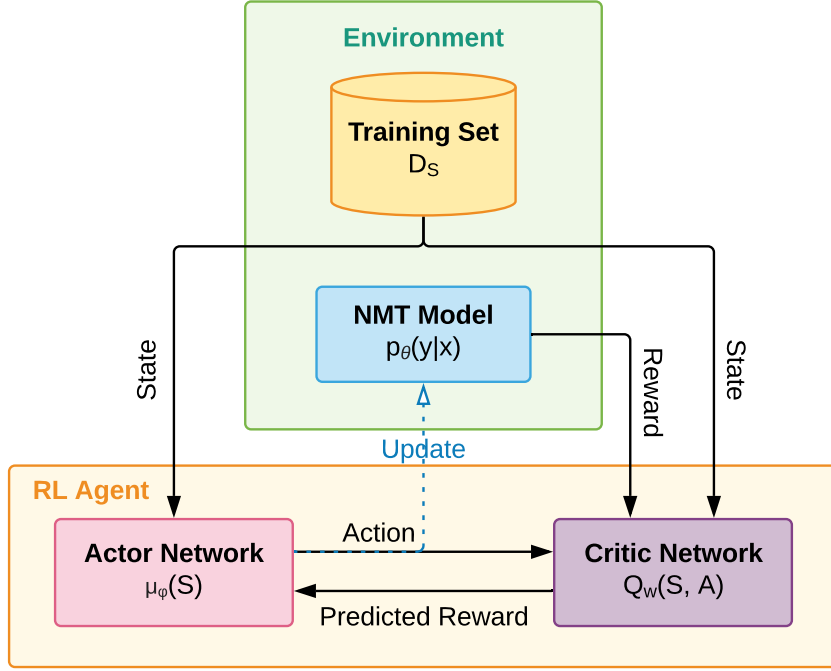 Environment
Training Set
D_S
NMT Model
p_θ(y|x)
State
Reward
State
Update
RL Agent
Action
Actor Network
μ_φ(S)
Critic Network
Q_w(S, A)
Predicted Reward